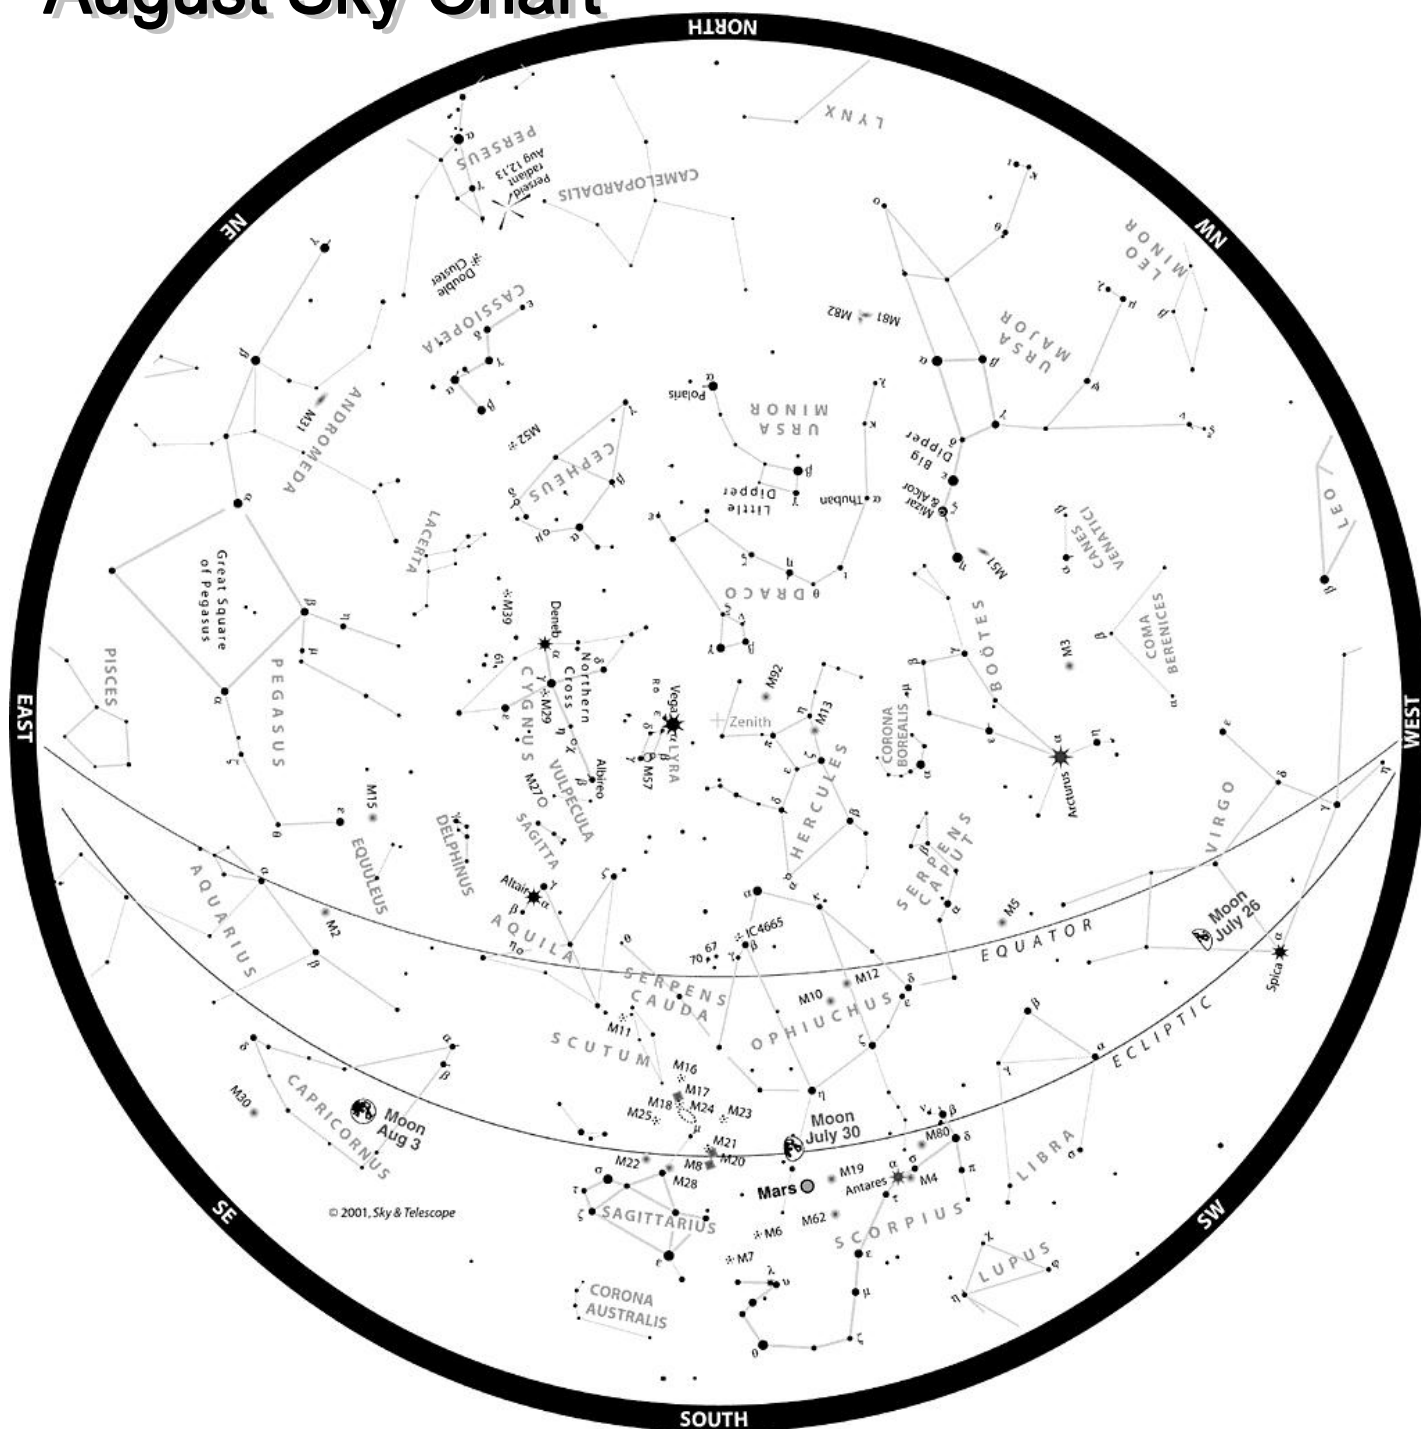 August Sky Chart
NORTH
LYNX
PERSEUS
α
γ
Perseid
radiant
Aug 12,13
CAMELOPARDALIS
ι
κ
θ
ο
NE
NW
LEO
MINOR
β
γ
Double
Cluster
CASSIOPEIA
ε
δ
γ
α
β
M82
M81
URSA
MAJOR
λ
μ
α
β
γ
δ
ψ
ν
ξ
β
M31
ANDROMEDA
α
Polaris
α
URSA
MINOR
β
γ
λ
κ
Big
Dipper
ε
Mizar
& Alcor
ζ
η
M52
CEPHEUS
γ
β
δ
μ
α
Little
Dipper
Thuban
α
LEO
β
LACERTA
M51
CANES
VENATICI
β
α
Great Square
of Pegasus
β
η
μ
α
M39
Deneb
α
ε
ζ
η
ι
θ
DRACO
ξ
ν
γ
β
BOÖTES
COMA
BERENICES
β
α
M3
PISCES
PEGASUS
61
CYGNUS
Northern
Cross
δ
γ
M29
ε
η
χ
M92
γ
β
μ
EAST
Vega
α
ε
δ
γ
β
LYRA
M57
Zenith
η
M13
π
ζ
ε
CORONA
BOREALIS
α
ε
α
η
Arcturus
ε
δ
γ
η
WEST
ζ
θ
ε
M15
M27
VULPECULA
Albireo
β
SAGITTA
HERCULES
δ
β
α
VIRGO
DELPHINUS
EQUULEUS
SERPENS
CAPUT
β
α
AQUARIUS
α
Altair
γ
α
β
AQUILA
η
ζ
θ
α
κ
M5
Moon
July 26
M2
β
IC4665
β
67
70
γ
EQUATOR
α
Spica
SERPENS
CAUDA
M12
M10
OPHIUCHUS
δ
ε
M11
SCUTUM
ζ
ECLIPTIC
β
α
γ
δ
α
β
CAPRICORNUS
M30
Moon
Aug 3
M16
M17
M18
M24
M25
M23
μ
η
Moon
July 30
M21
M20
M22
M8
M28
ν
β
M80
δ
σ
α
π
M19
Antares
M4
τ
LIBRA
σ
Mars
M62
SCORPIUS
σ
τ
ζ
SAGITTARIUS
ε
M6
M7
λ
υ
ε
μ
ζ
θ
χ
LUPUS
φ
η
SE
SW
© 2001, Sky & Telescope
CORONA
AUSTRALIS
SOUTH